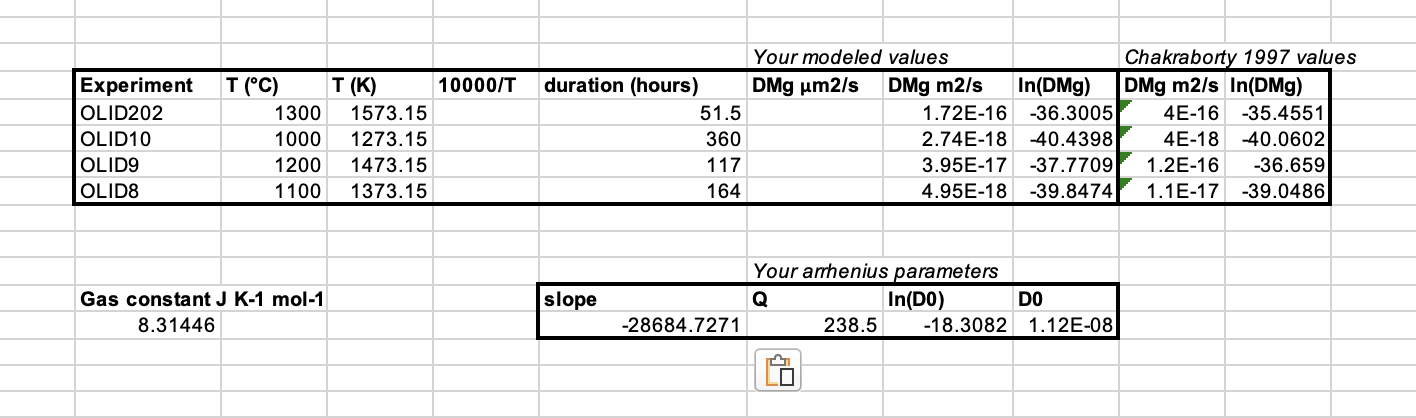 Your modeled values Chakraborty 1997 values
Experiment T (°C) T (K) 10000/T duration (hours) DMg μm2/s DMg m2/s ln(DMg) DMg m2/s ln(DMg)
OLID202 1300 1573.15 51.5 1.72E-16 -36.3005 4E-16 -35.4551
OLID10 1000 1273.15 360 2.74E-18 -40.4398 4E-18 -40.0602
OLID9 1200 1473.15 117 3.95E-17 -37.7709 1.2E-16 -36.659
OLID8 1100 1373.15 164 4.95E-18 -39.8474 1.1E-17 -39.0486
Your arrhenius parameters
Gas constant J K-1 mol-1 slope Q ln(D0) D0
8.31446 -28684.7271 238.5 -18.3082 1.12E-08